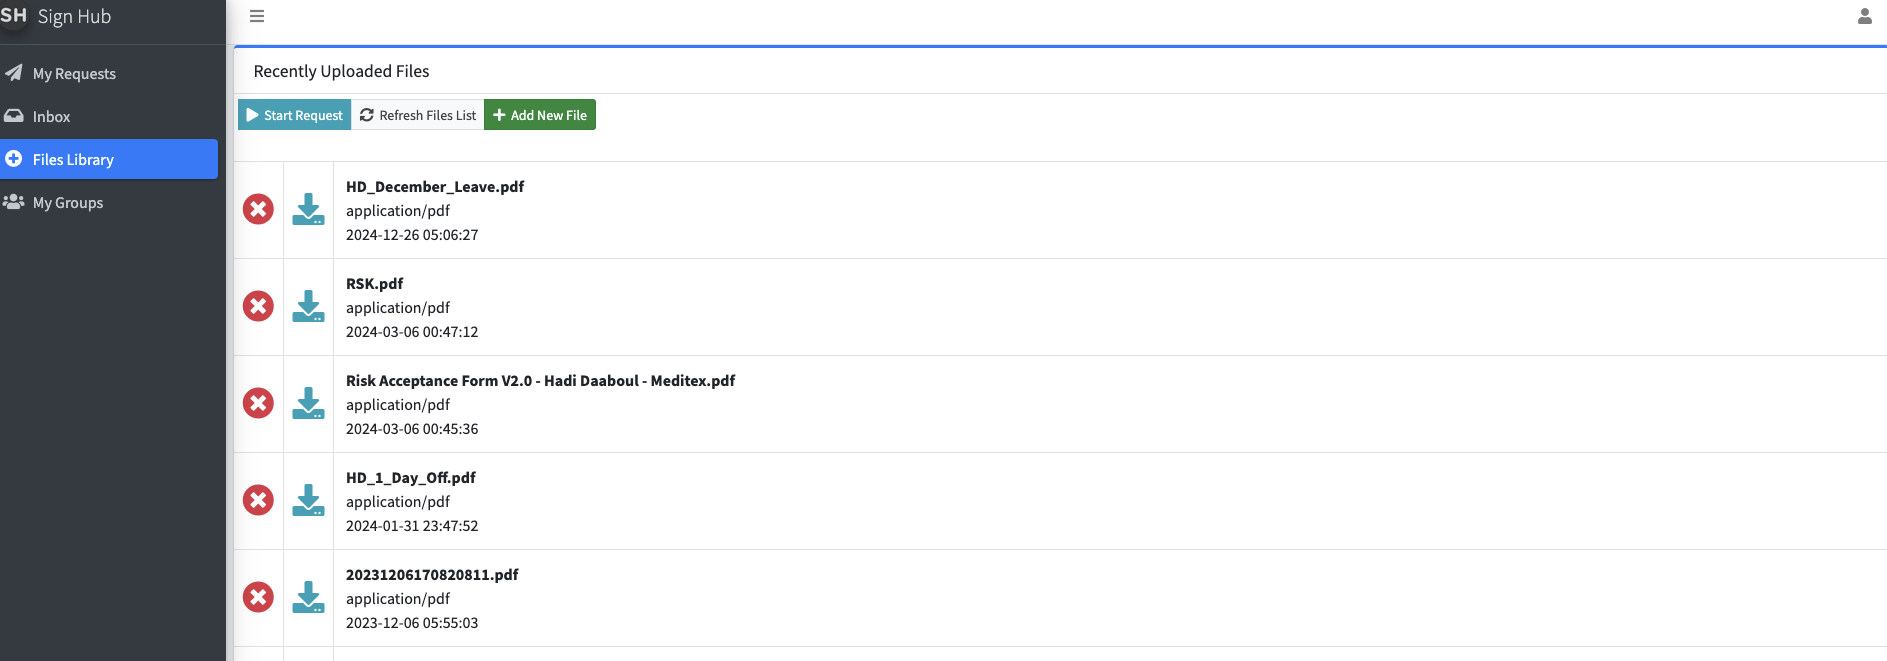 SH Sign Hub
My Requests
Inbox
Files Library
My Groups
Recently Uploaded Files
Start Request Refresh Files List Add New File
HD_December_Leave.pdf
application/pdf
2024-12-26 05:06:27
RSK.pdf
application/pdf
2024-03-06 00:47:12
Risk Acceptance Form V2.0 - Hadi Daaboul - Meditex.pdf
application/pdf
2024-03-06 00:45:36
HD_1_Day_Off.pdf
application/pdf
2024-01-31 23:47:52
20231206170820811.pdf
application/pdf
2023-12-06 05:55:03